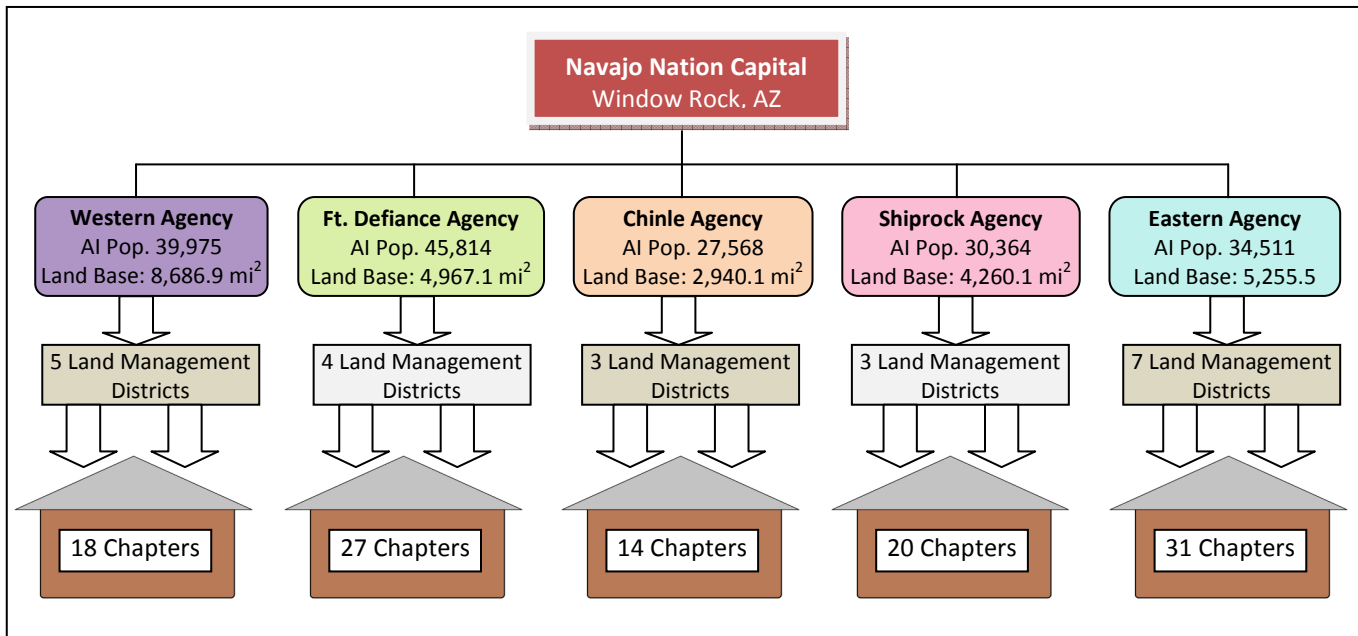 Navajo Nation Capital
Window Rock, AZ
Western Agency
AI Pop. 39,975
Land Base: 8,686.9 mi²
Ft. Defiance Agency
AI Pop. 45,814
Land Base: 4,967.1 mi²
Chinle Agency
AI Pop. 27,568
Land Base: 2,940.1 mi²
Shiprock Agency
AI Pop. 30,364
Land Base: 4,260.1 mi²
Eastern Agency
AI Pop. 34,511
Land Base: 5,255.5
5 Land Management
Districts
4 Land Management
Districts
3 Land Management
Districts
3 Land Management
Districts
7 Land Management
Districts
18 Chapters
27 Chapters
14 Chapters
20 Chapters
31 Chapters